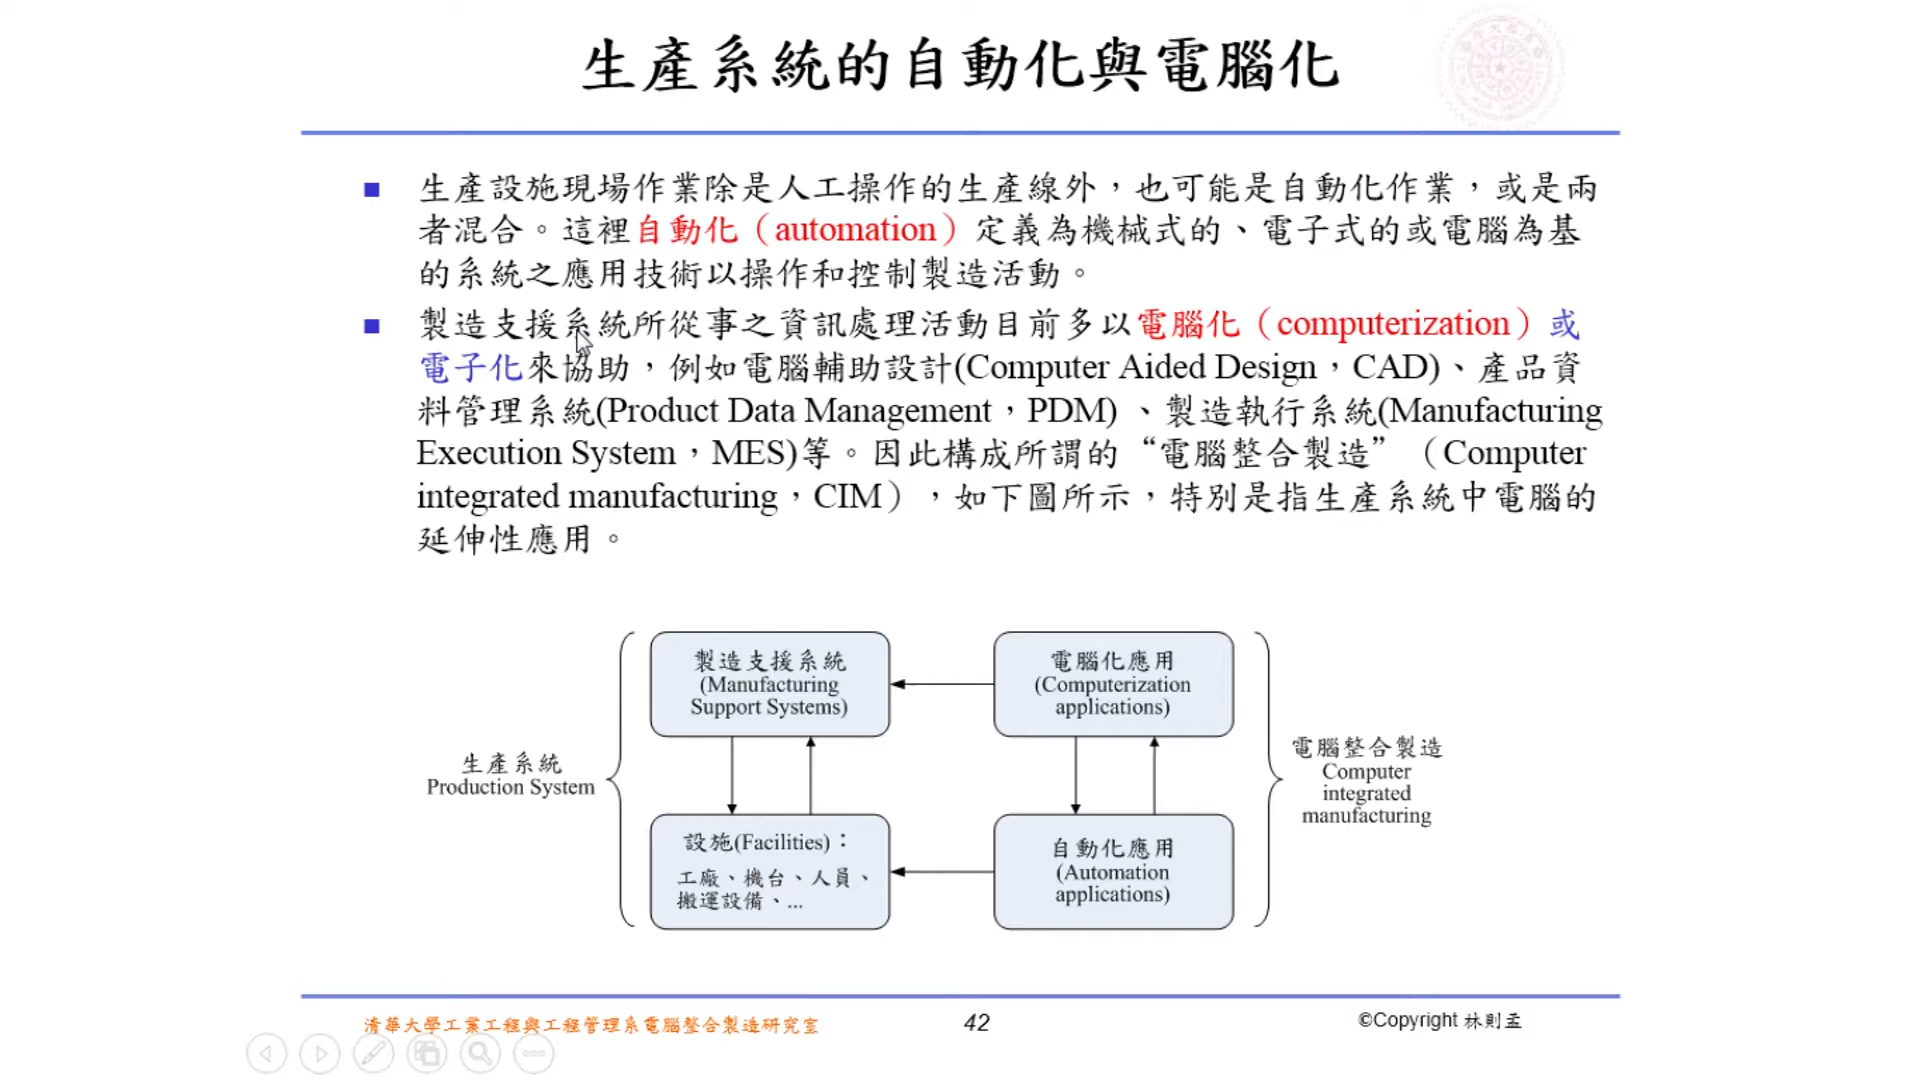 生產系統的自動化與電腦化
生產設施現場作業除是人工操作的生產線外，也可能是自動化作業，或是兩
者混合。這裡自動化（automation）定義為機械式的、電子式的或電腦為基
的系統之應用技術以操作和控制製造活動。
製造支援系統所從事之資訊處理活動目前多以電腦化（computerization）或
電子化來協助，例如電腦輔助設計(Computer Aided Design，CAD)、產品資
料管理系統(Product Data Management，PDM) 、製造執行系統(Manufacturing
Execution System，MES)等。因此構成所謂的“電腦整合製造”（Computer
integrated manufacturing，CIM），如下圖所示，特別是指生產系統中電腦的
延伸性應用。
製造支援系統
(Manufacturing
Support Systems)
電腦化應用
(Computerization
applications)
生產系統
Production System
電腦整合製造
Computer
integrated
manufacturing
設施(Facilities)：
工廠、機台、人員、
搬運設備、...
自動化應用
(Automation
applications)
清華大學工業工程與工程管理系電腦整合製造研究室
42
©Copyright 林則孟